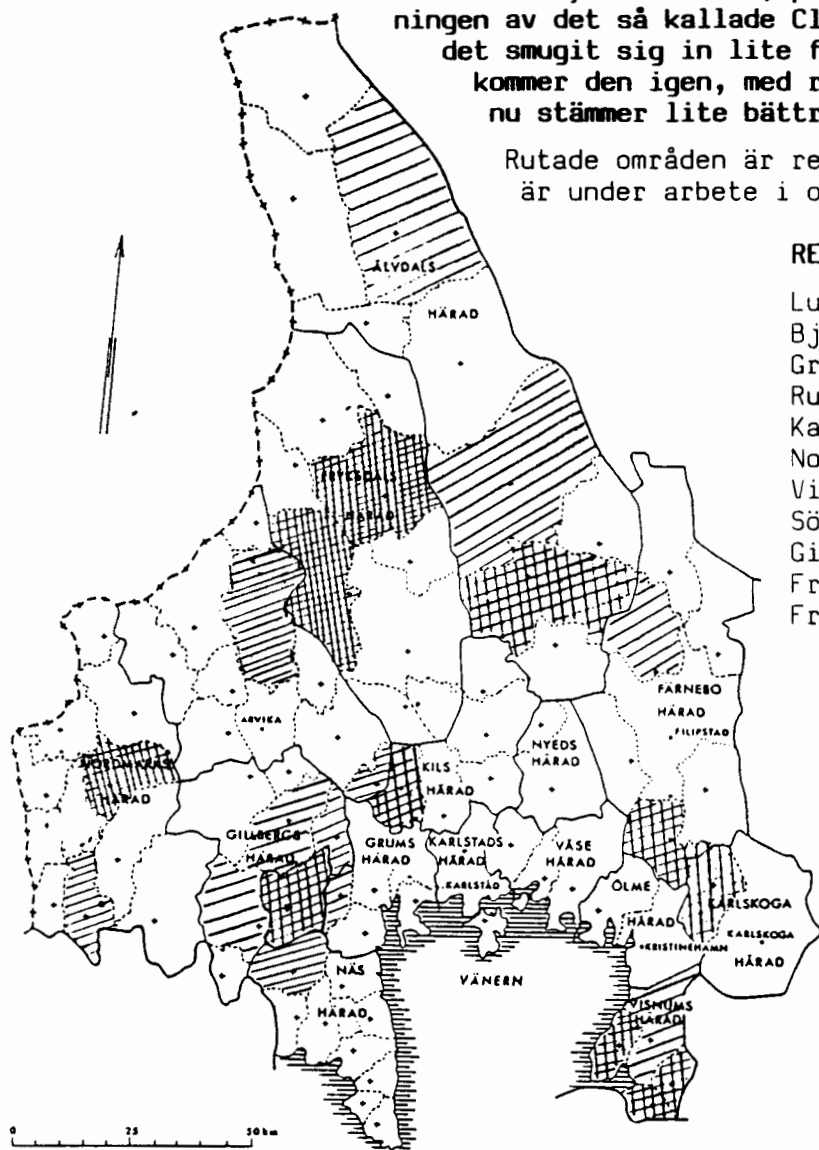 ningen av det så kallade Cl
det smugit sig in lite f
kommer den igen, med r
nu stämmer lite bättr
Rutade områden är re
är under arbete i o
RE
Lu
Bj
Gr
Ru
Ka
No
Vi
Sö
Gi
Fr
Fr
ÄLVDALS
HÄRAD
FRYKSDALS
HÄRAD
FÄRNEBO
HÄRAD
FILIPSTAD
ARVIKA
NORDMARKS
HÄRAD
KILS
HÄRAD
NYEDS
HÄRAD
GILLBERGS
HÄRAD
GRUMS
HÄRAD
KARLSTADS
HÄRAD
KARLSTAD
VÄSE
HÄRAD
ÖLME
HÄRAD
KRISTINEHAMN
KARLSKOGA
KARLSKOGA
HÄRAD
NÄS
HÄRAD
VÄNERN
VISNUMS
HÄRAD
0 25 50 km